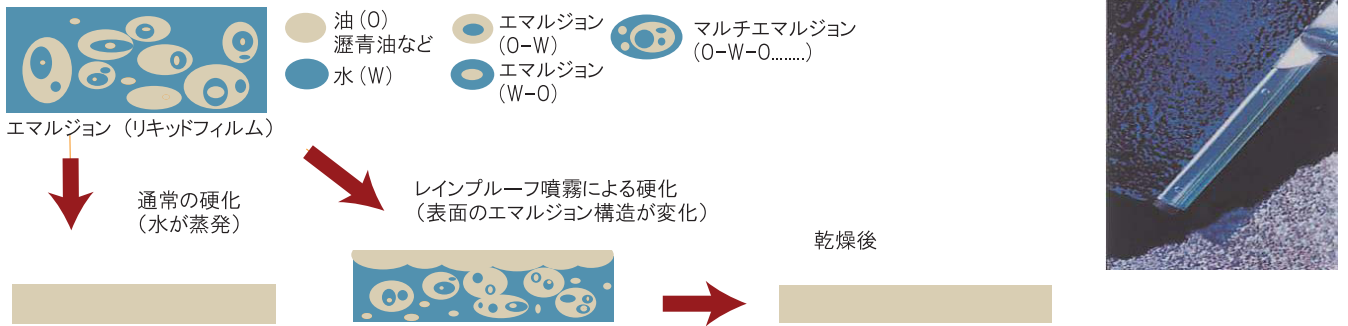 油（O）
瀝青油など
水（W）
エマルジョン
（O-W）
エマルジョン
（W-O）
マルチエマルジョン
（O-W-O........）
エマルジョン（リキッドフィルム）
通常の硬化
（水が蒸発）
レインプルーフ噴霧による硬化
（表面のエマルジョン構造が変化）
乾燥後